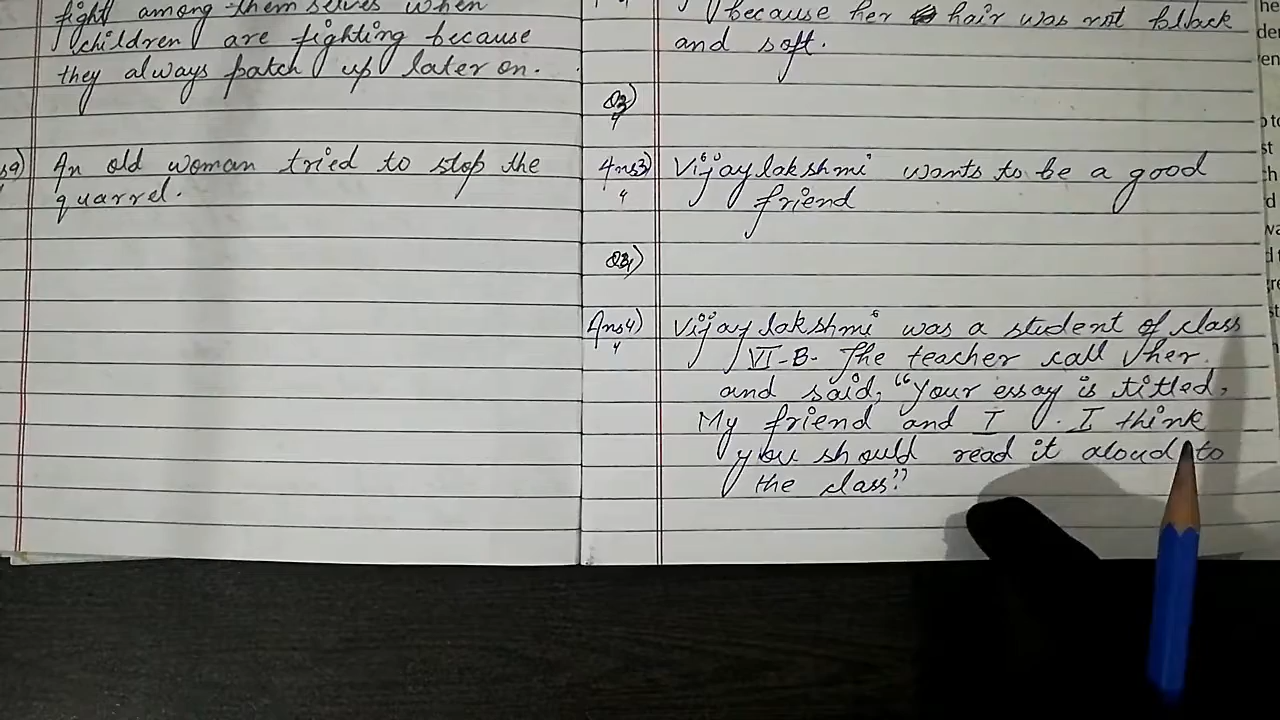 fight among themselves when
children are fighting because
they always patch up later on.
An old woman tried to stop the
quarrel.
because her hair was not
and soft.
Q3)
Ans3) Vijaylakshmi wants to be a good
friend
Ans4) Vijaylakshmi was a student of class
VI-B. The teacher call her
and said, "Your essay is titled,
My friend and I . I think
you should read it aloud to
the class."